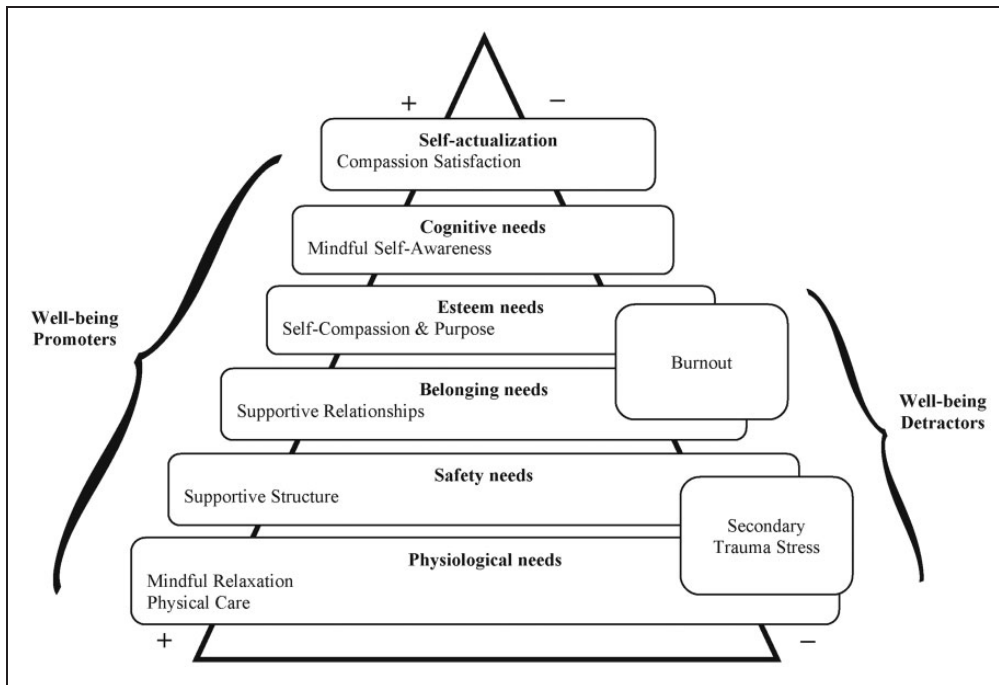 + −
Self-actualization
Compassion Satisfaction
Cognitive needs
Mindful Self-Awareness
Esteem needs
Self-Compassion & Purpose
Burnout
Belonging needs
Supportive Relationships
Well-being
Promoters
Well-being
Detractors
Safety needs
Supportive Structure
Secondary
Trauma Stress
Physiological needs
Mindful Relaxation
Physical Care
+ −